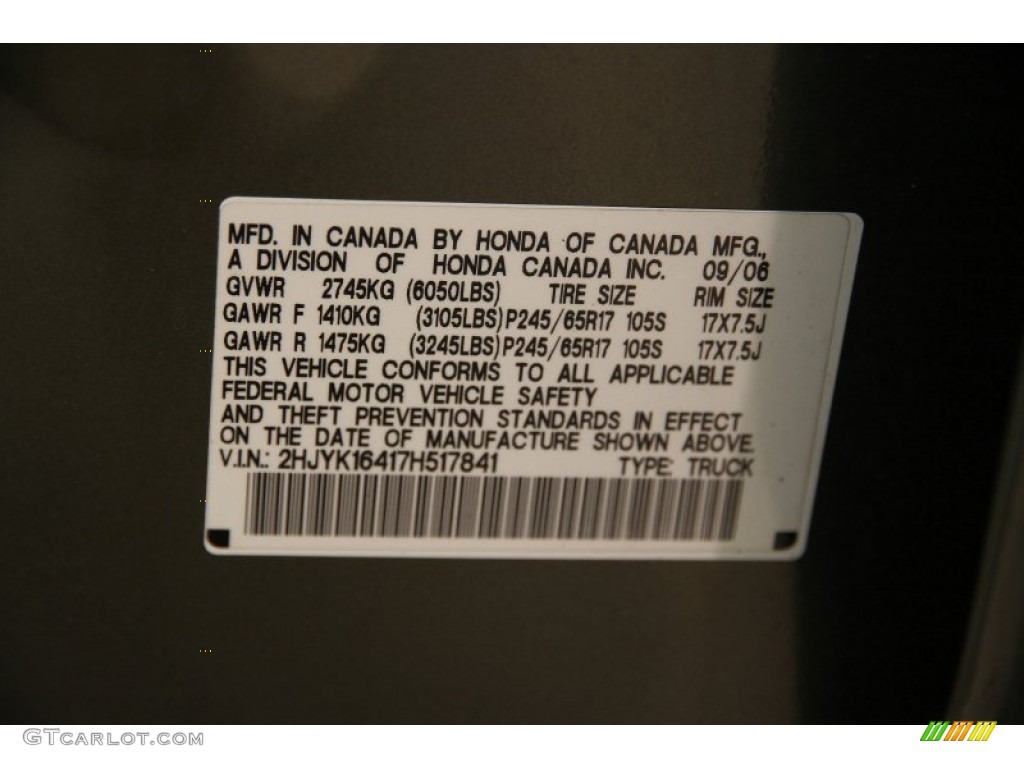 MFD. IN CANADA BY HONDA OF CANADA MFG.,
A DIVISION OF HONDA CANADA INC. 09/06
GVWR 2745KG (6050LBS) TIRE SIZE RIM SIZE
GAWR F 1410KG (3105LBS) P245/65R17 105S 17X7.5J
GAWR R 1475KG (3245LBS) P245/65R17 105S 17X7.5J
THIS VEHICLE CONFORMS TO ALL APPLICABLE
FEDERAL MOTOR VEHICLE SAFETY
AND THEFT PREVENTION STANDARDS IN EFFECT
ON THE DATE OF MANUFACTURE SHOWN ABOVE.
V.I.N.: 2HJYK16417H517841 TYPE: TRUCK
GTCARLOT.COM